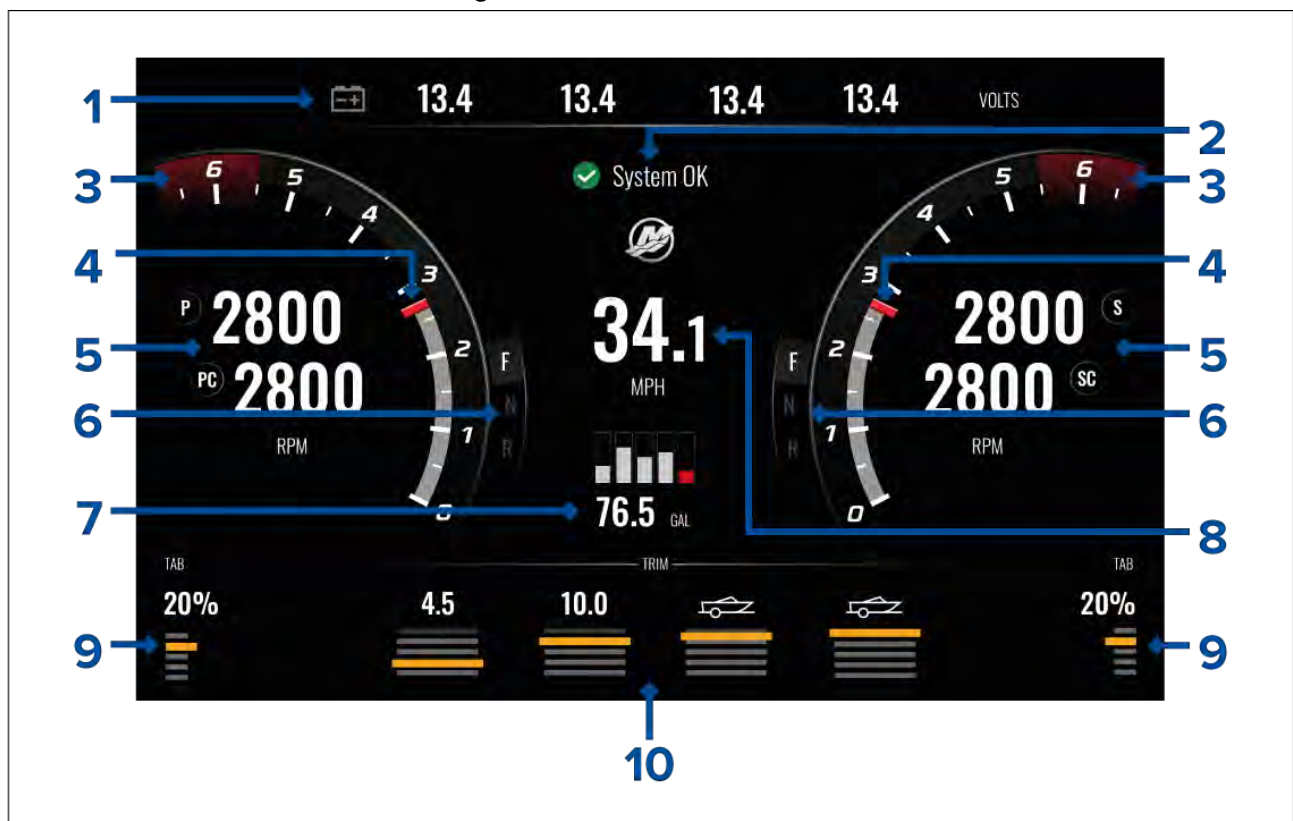 1 13.4 13.4 13.4 13.4 VOLTS
2
System OK
3 6 5 4 3 2 1 0
3 6 5 4 3 2 1 0
4
4
P 2800
PC 2800
RPM
5
2800 S
2800 SC
RPM
5
F
N
R
6
F
N
R
6
34.1
MPH
8
7 76.5 GAL
TRIM
TAB
20%
9
4.5 10.0
TAB
20%
9
10